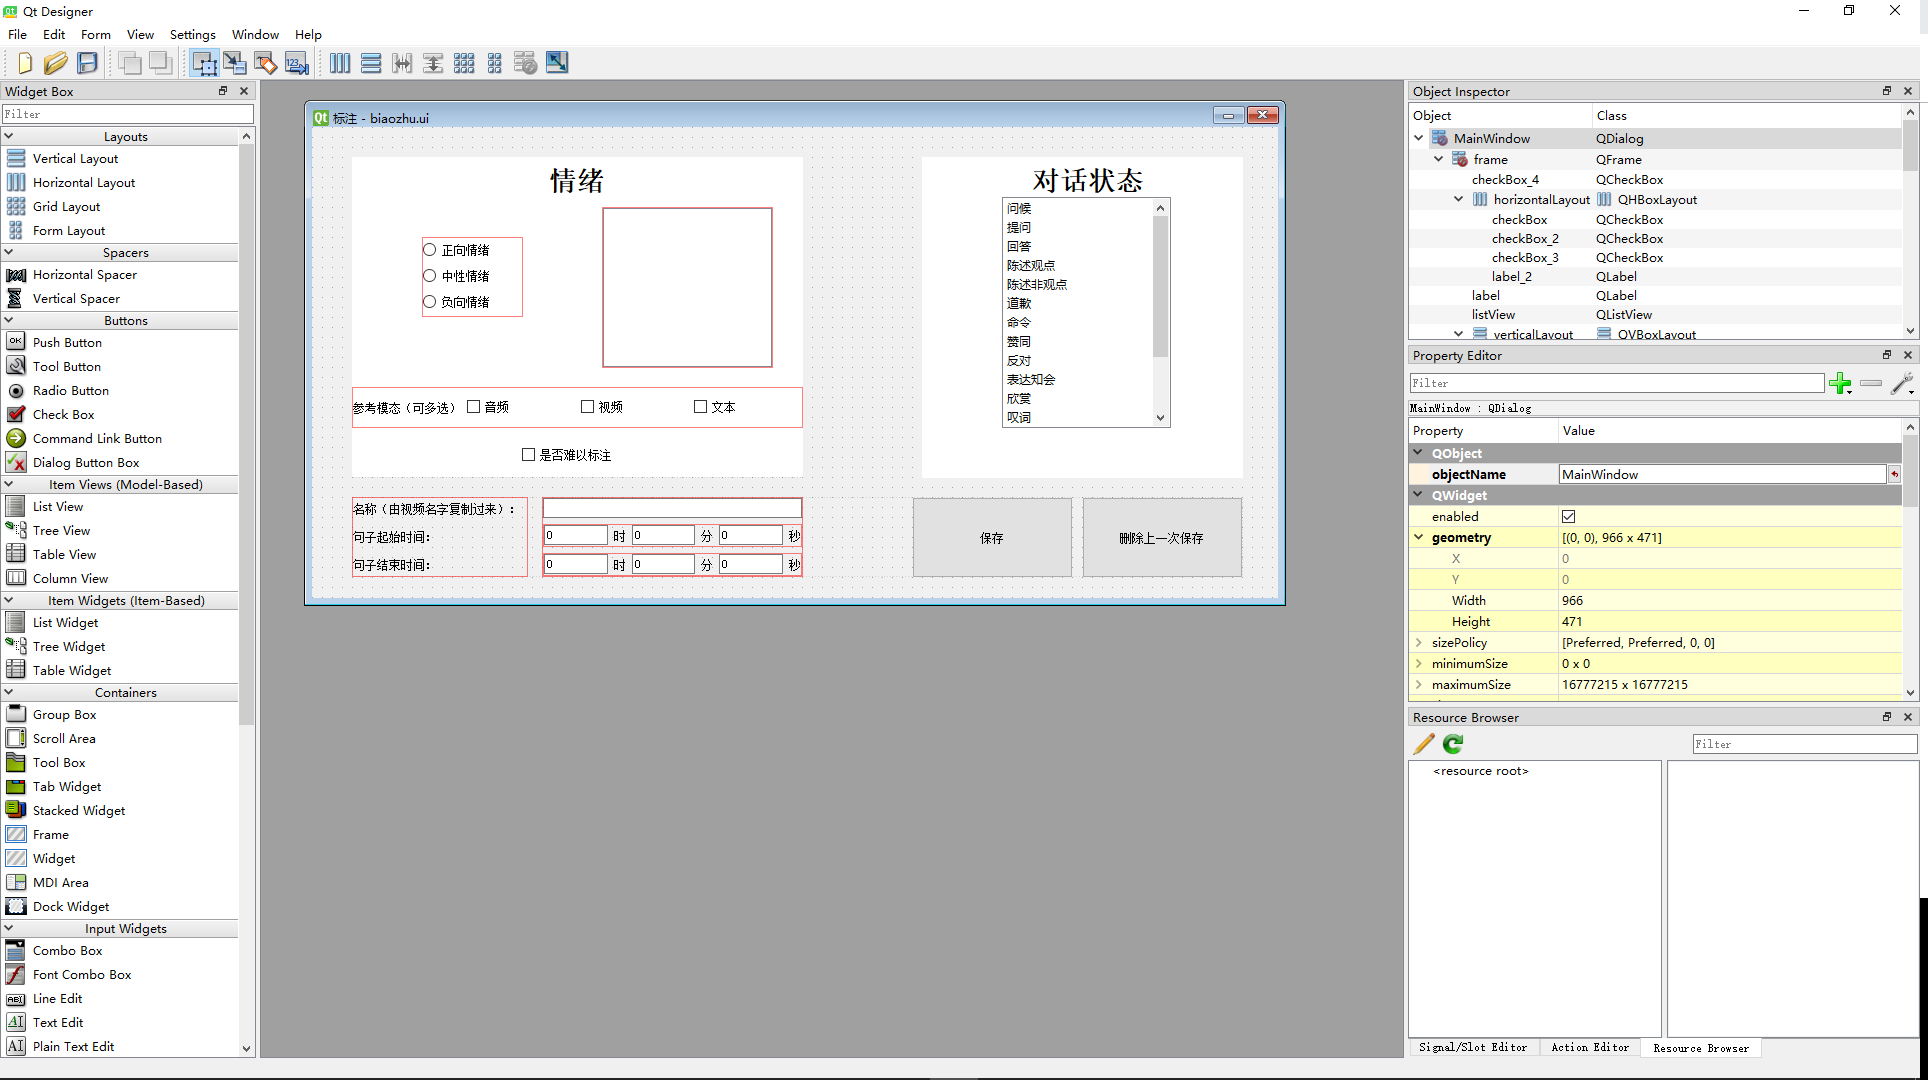 Qt Designer
File Edit Form View Settings Window Help
Widget Box
Filter
Layouts
Vertical Layout
Horizontal Layout
Grid Layout
Form Layout
Spacers
Horizontal Spacer
Vertical Spacer
Buttons
Push Button
Tool Button
Radio Button
Check Box
Command Link Button
Dialog Button Box
Item Views (Model-Based)
List View
Tree View
Table View
Column View
Item Widgets (Item-Based)
List Widget
Tree Widget
Table Widget
Containers
Group Box
Scroll Area
Tool Box
Tab Widget
Stacked Widget
Frame
Widget
MDI Area
Dock Widget
Input Widgets
Combo Box
Font Combo Box
Line Edit
Text Edit
Plain Text Edit
标注 - biaozhu.ui
情绪
正向情绪
中性情绪
负向情绪
参考模态（可多选） 音频 视频 文本
是否难以标注
名称（由视频名字复制过来）：
句子起始时间： 0 时 0 分 0 秒
句子结束时间： 0 时 0 分 0 秒
对话状态
问候
提问
回答
陈述观点
陈述非观点
道歉
命令
赞同
反对
表达知会
欣赏
叹词
保存 删除上一次保存
Object Inspector
Object Class
MainWindow QDialog
frame QFrame
checkBox_4 QCheckBox
horizontalLayout QHBoxLayout
checkBox QCheckBox
checkBox_2 QCheckBox
checkBox_3 QCheckBox
label_2 QLabel
label QLabel
listView QListView
verticalLayout QVBoxLayout
Property Editor
Filter
MainWindow : QDialog
Property Value
QObject
objectName MainWindow
QWidget
enabled
geometry [(0, 0), 966 x 471]
X 0
Y 0
Width 966
Height 471
sizePolicy [Preferred, Preferred, 0, 0]
minimumSize 0 x 0
maximumSize 16777215 x 16777215
Resource Browser
Filter
<resource root>
Signal/Slot Editor Action Editor Resource Browser